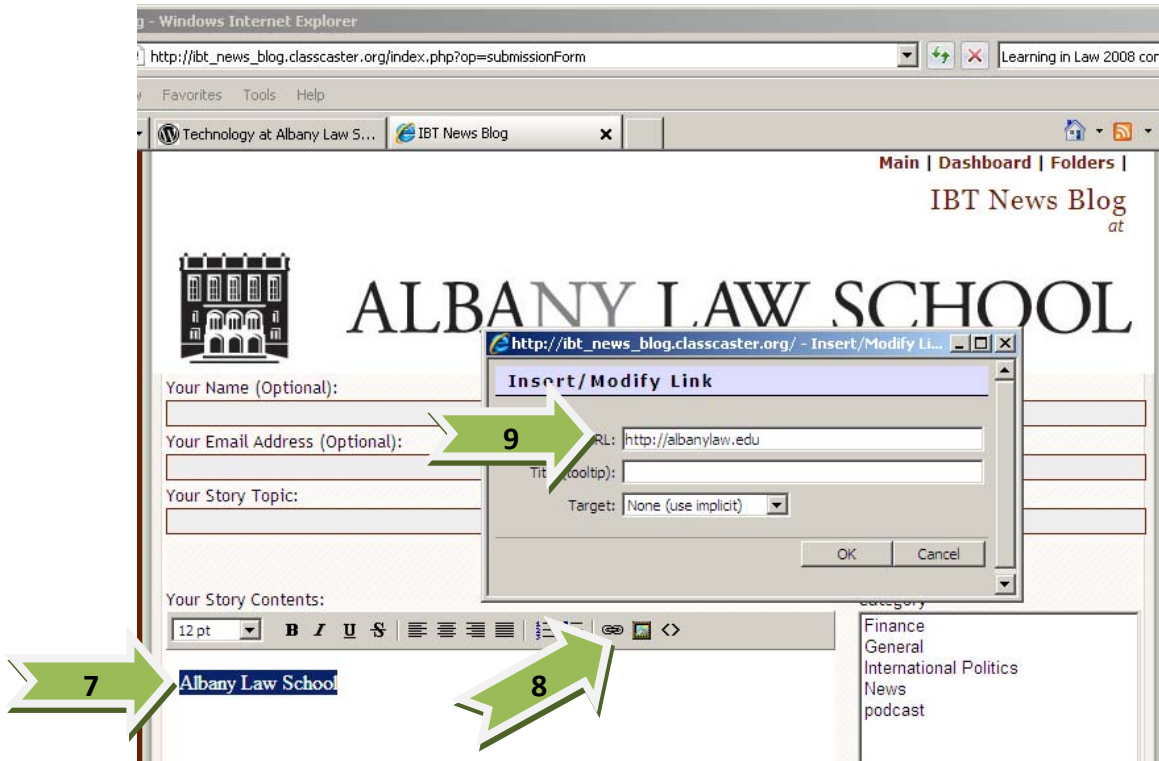 g - Windows Internet Explorer
http://ibt_news_blog.classcaster.org/index.php?op=submissionForm
Learning in Law 2008 cor
Favorites Tools Help
Technology at Albany Law S...
IBT News Blog
Main | Dashboard | Folders |
IBT News Blog
at
ALBANY LAW SCHOOL
http://ibt_news_blog.classcaster.org/ - Insert/Modify Li...
Insert/Modify Link
Your Name (Optional):
Your Email Address (Optional):
9
RL: http://albanylaw.edu
Tit (tooltip):
Your Story Topic:
Target: None (use implicit)
OK Cancel
Your Story Contents:
Category
12 pt B I U S <>
Finance
General
International Politics
News
podcast
7
Albany Law School
8